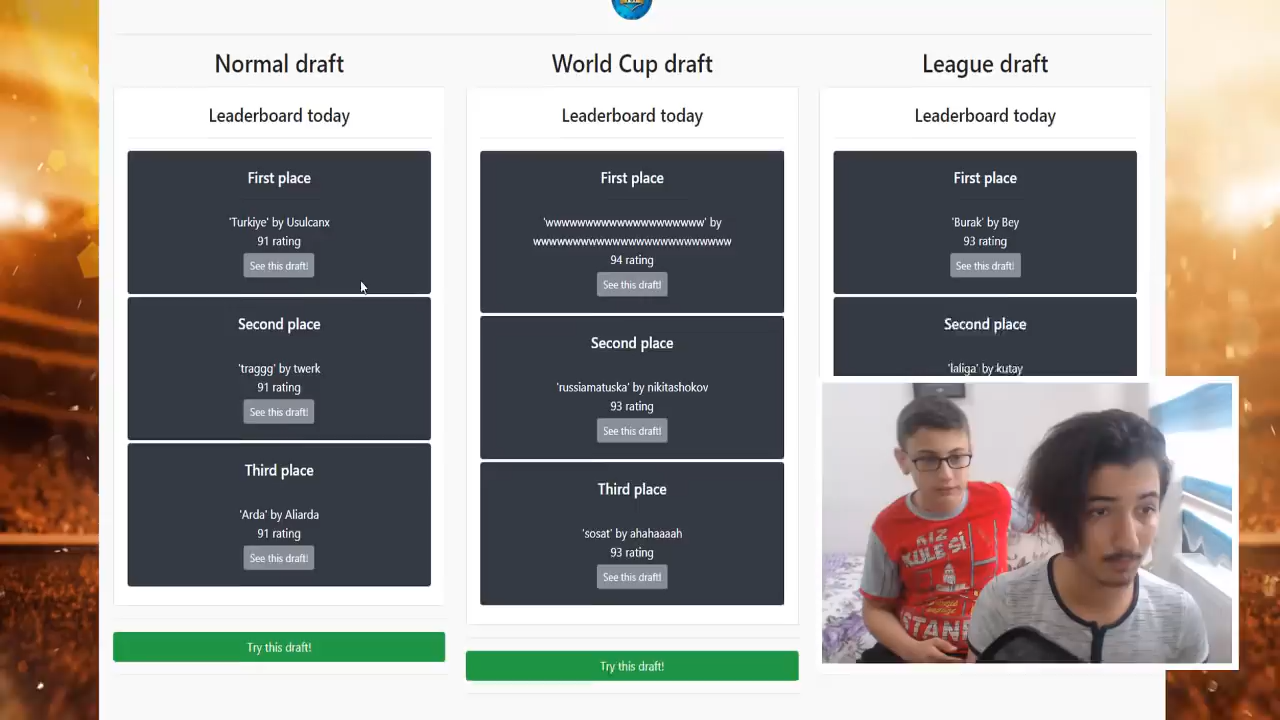 Normal draft
Leaderboard today
First place
'Turkiye' by Usulcanx
91 rating
See this draft!
Second place
'traggg' by twerk
91 rating
See this draft!
Third place
'Arda' by Aliarda
91 rating
See this draft!
Try this draft!
World Cup draft
Leaderboard today
First place
'wwwwwwwwwwwwwwwwwwww' by
wwwwwwwwwwwwwwwwwwwwwwwww
94 rating
See this draft!
Second place
'russiamatuska' by nikitashokov
93 rating
See this draft!
Third place
'sosat' by ahahaaaah
93 rating
See this draft!
Try this draft!
League draft
Leaderboard today
First place
'Burak' by Bey
93 rating
See this draft!
Second place
'laliga' by kutay
KIZ
KULESİ